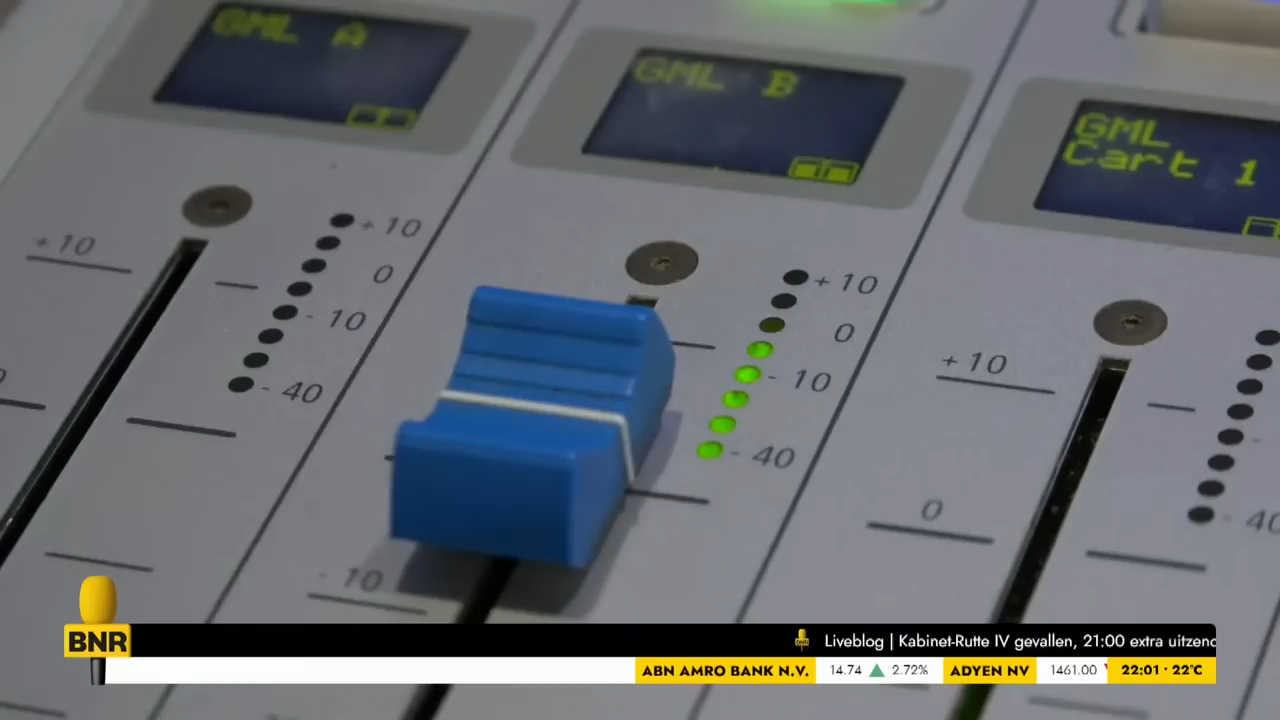 GML A
GML B
GML
Cart 1
+10
+10
0
- 10
- 40
+10
0
- 10
- 40
- 10
+10
0
- 40
BNR
Liveblog | Kabinet-Rutte IV gevallen, 21:00 extra uitzend
ABN AMRO BANK N.V. 14.74 ▲ 2.72% ADYEN NV 1461.00 22:01 · 22°C